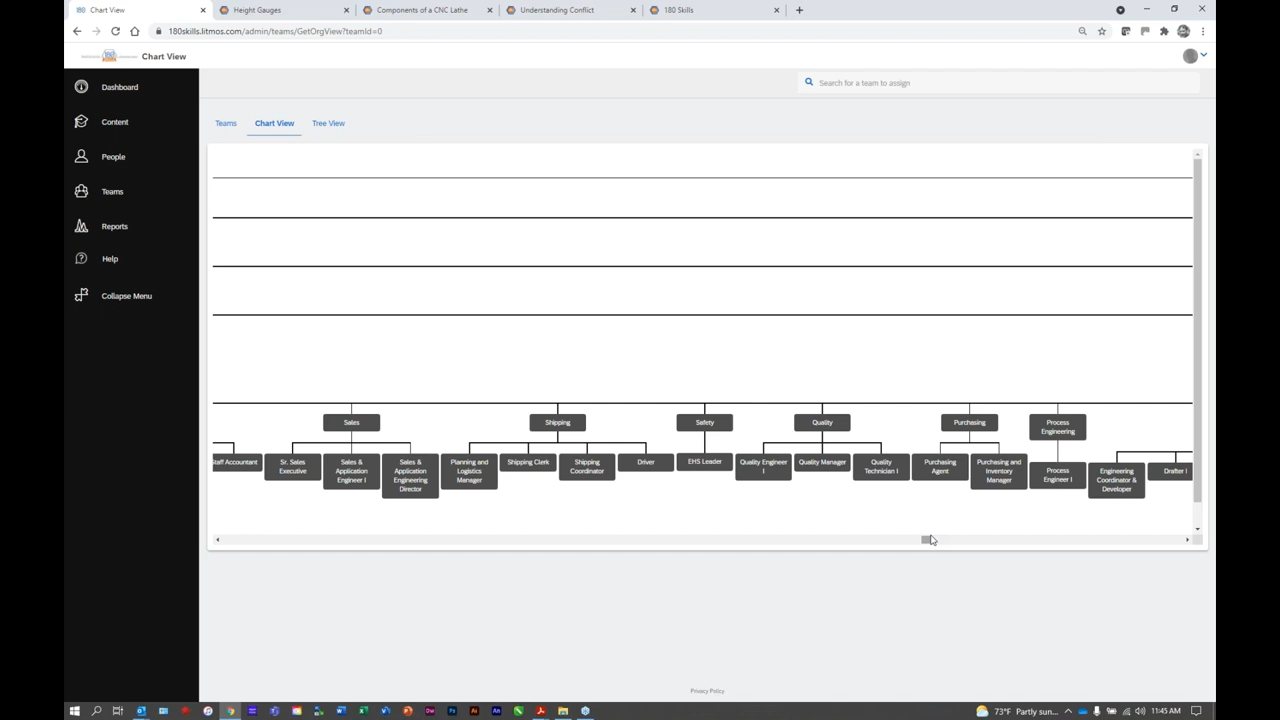 Chart View
Height Gauges
Components of a CNC Lathe
Understanding Conflict
180 Skills
180skills.litmos.com/admin/teams/GetOrgView?teamId=0
Chart View
Search for a team to assign
Dashboard
Content
People
Teams
Reports
Help
Collapse Menu
Teams
Chart View
Tree View
Sales
Shipping
Safety
Quality
Purchasing
Process
Engineering
Staff Accountant
Sr. Sales
Executive
Sales &
Application
Engineer I
Sales &
Application
Engineering
Director
Planning and
Logistics
Manager
Shipping Clerk
Shipping
Coordinator
Driver
EHS Leader
Quality Engineer
I
Quality Manager
Quality
Technician I
Purchasing
Agent
Purchasing and
Inventory
Manager
Process
Engineer I
Engineering
Coordinator &
Developer
Drafter I
Privacy Policy
73°F Partly sun...
11:45 AM